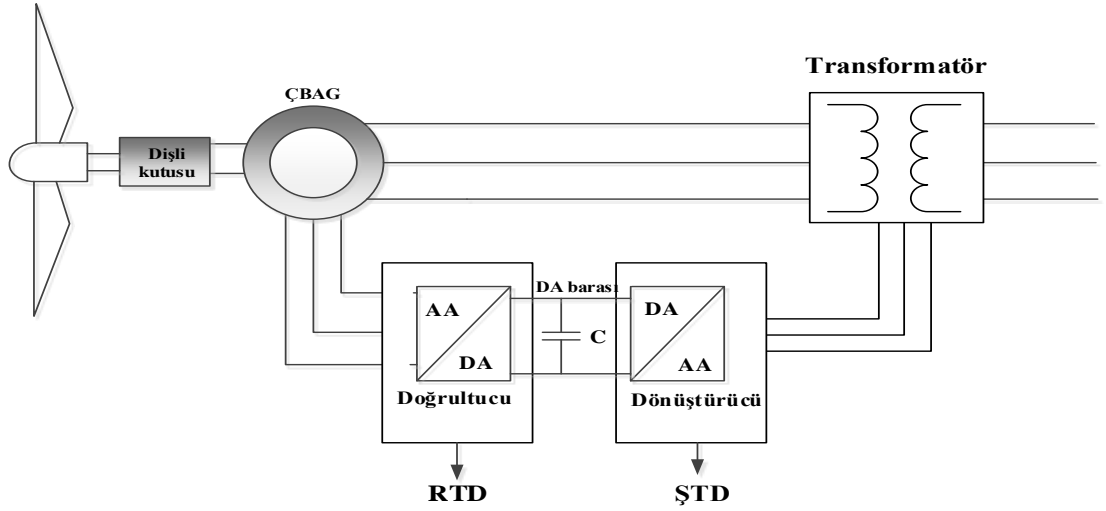 Transformatör
ÇBAG
Dişli
kutusu
DA barası
AA
DA
C
DA
AA
Doğrultucu
Dönüştürücü
RTD
ŞTD